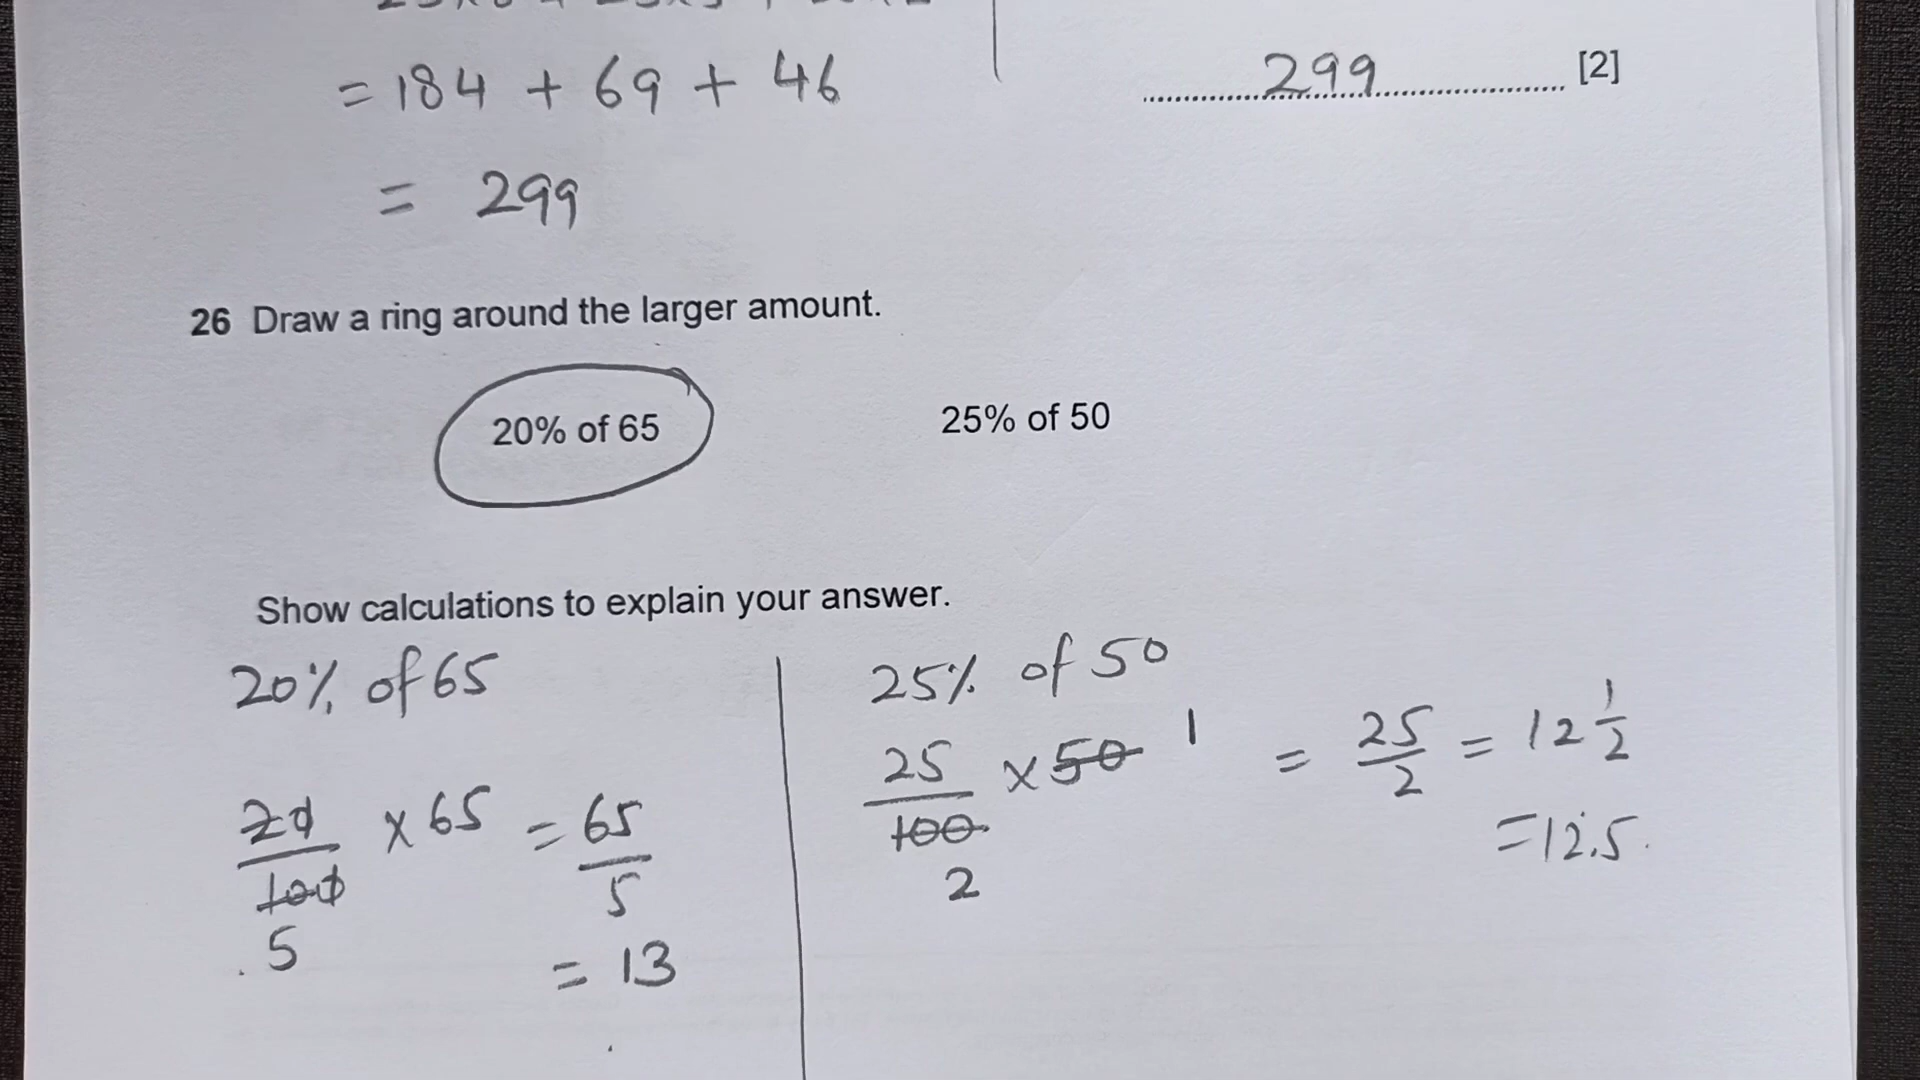 = 184 + 69 + 46
299 [2]
= 299
26 Draw a ring around the larger amount.
20% of 65 25% of 50
Show calculations to explain your answer.
20% of 65
20/100 × 65 = 65/5
5
= 13
25% of 50
25/100 × 50 1 = 25/2 = 12 1/2
2
= 12.5